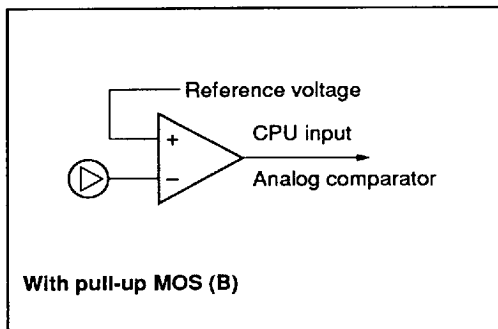 Reference voltage
+
CPU input
−
Analog comparator
With pull-up MOS (B)